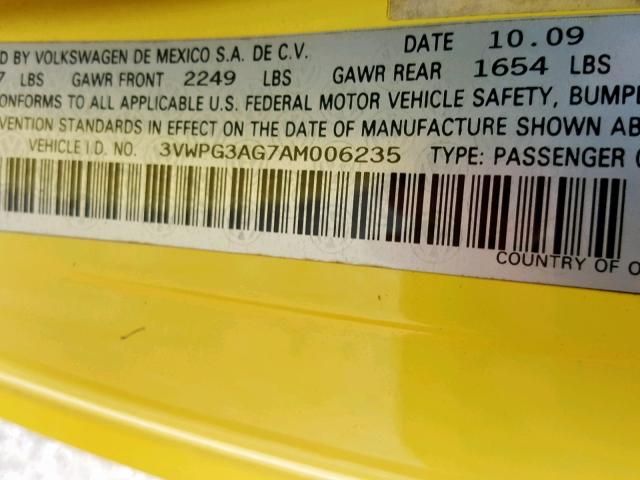 D BY VOLKSWAGEN DE MEXICO S.A. DE C.V. DATE 10.09
7 LBS GAWR FRONT 2249 LBS GAWR REAR 1654 LBS
CONFORMS TO ALL APPLICABLE U.S. FEDERAL MOTOR VEHICLE SAFETY, BUMPE
VENTION STANDARDS IN EFFECT ON THE DATE OF MANUFACTURE SHOWN AB
VEHICLE I.D. NO. 3VWPG3AG7AM006235 TYPE: PASSENGER
COUNTRY OF O